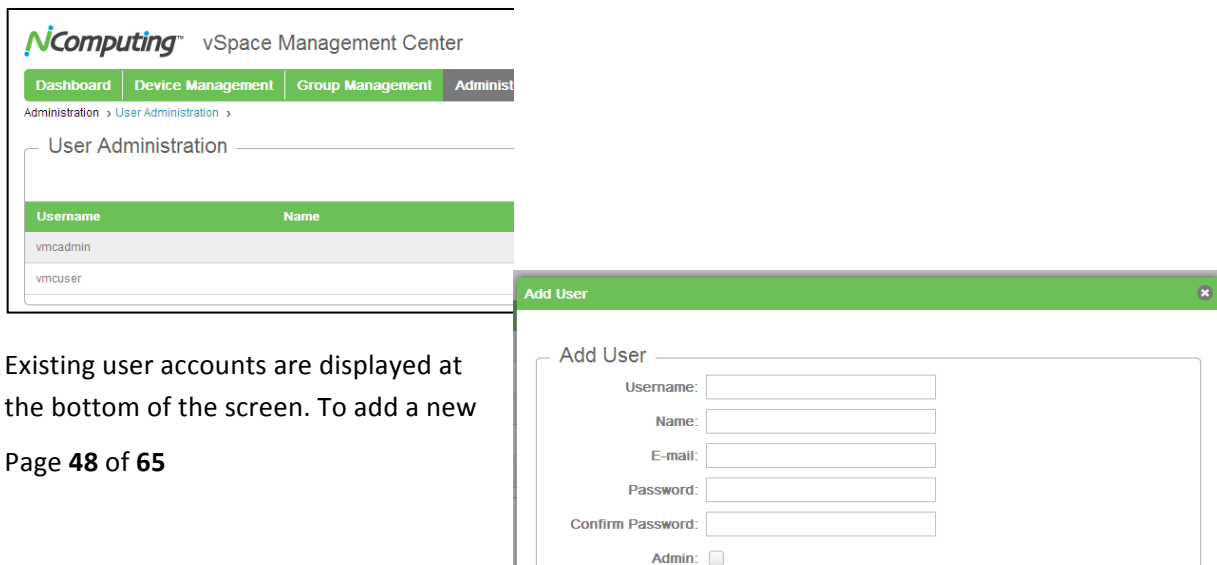 NComputing™ vSpace Management Center
Dashboard Device Management Group Management Administ
Administration › User Administration ›
User Administration
Username Name
vmcadmin
vmcuser
Existing user accounts are displayed at
the bottom of the screen. To add a new
Page 48 of 65
Add User
Add User
Username:
Name:
E-mail:
Password:
Confirm Password:
Admin: